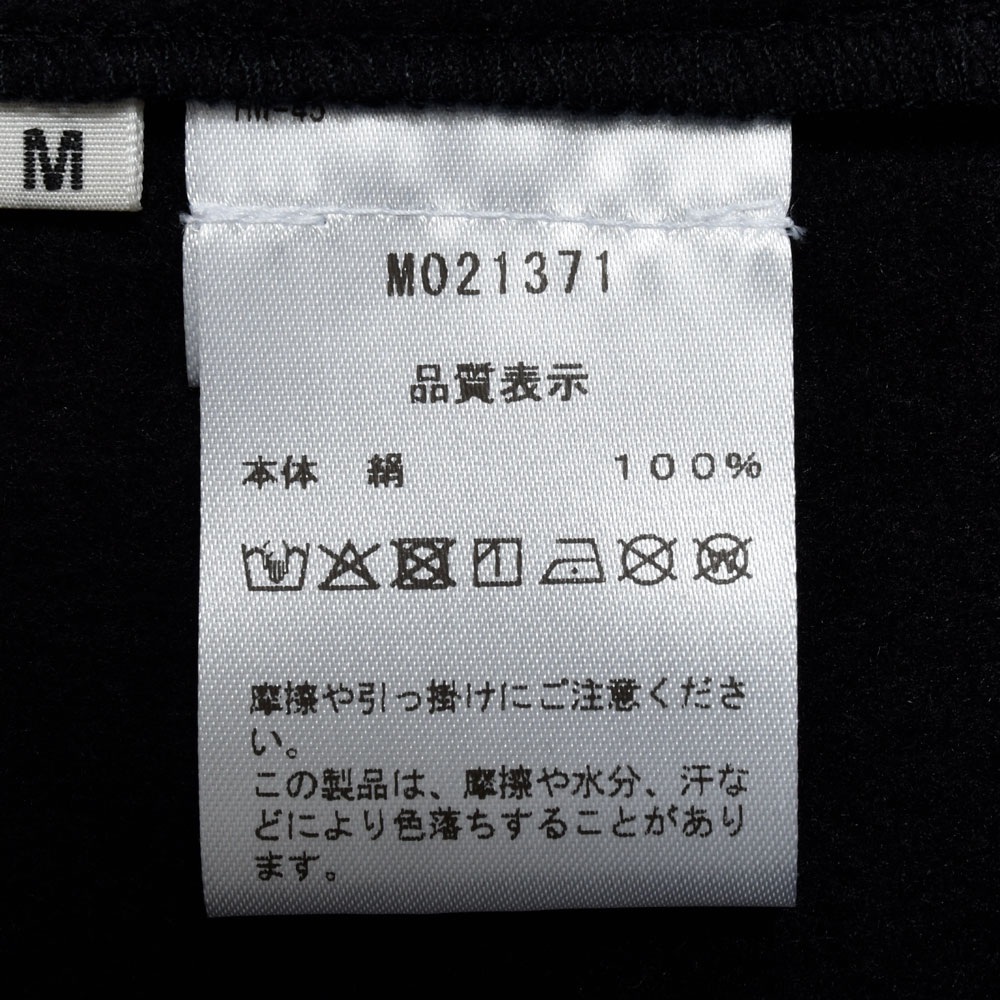 M
M021371
品質表示
本体 絹 100%
摩擦や引っ掛けにご注意くださ
い。
この製品は、摩擦や水分、汗な
どにより色落ちすることがあり
ます。